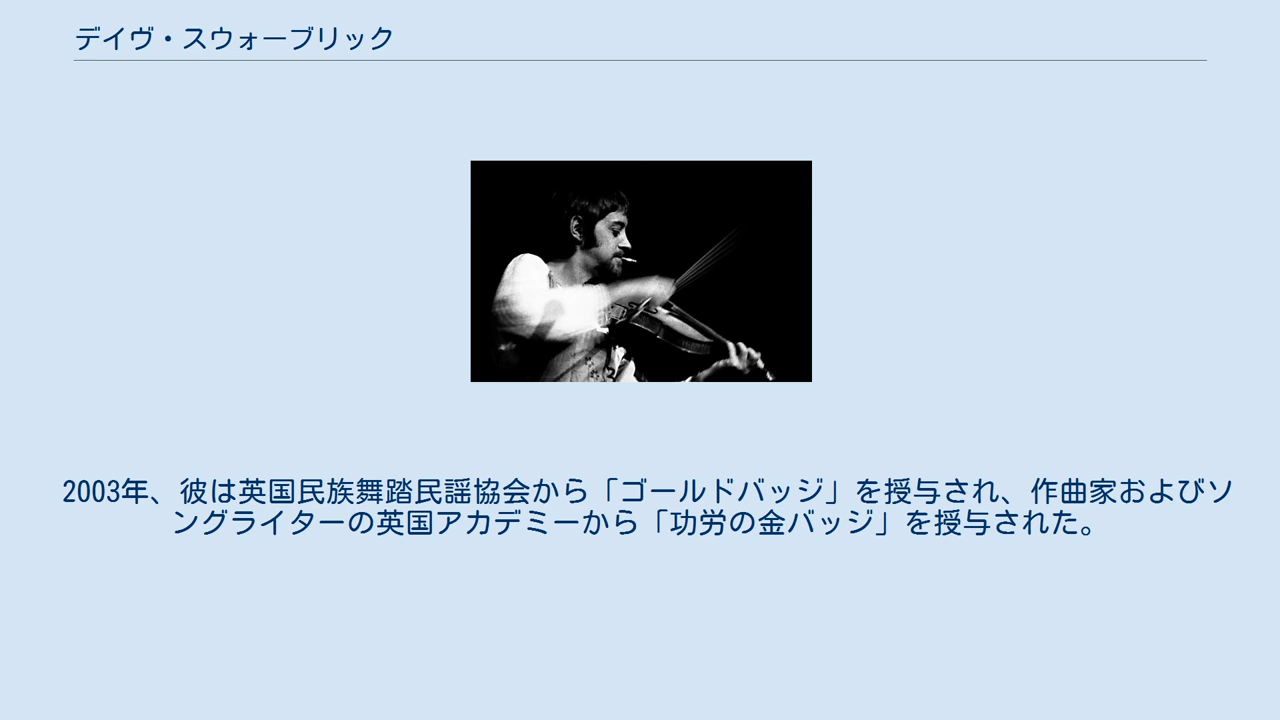 デイヴ・スウォーブリック
2003年、彼は英国民族舞踏民謡協会から「ゴールドバッジ」を授与され、作曲家およびソ
ングライターの英国アカデミーから「功労の金バッジ」を授与された。